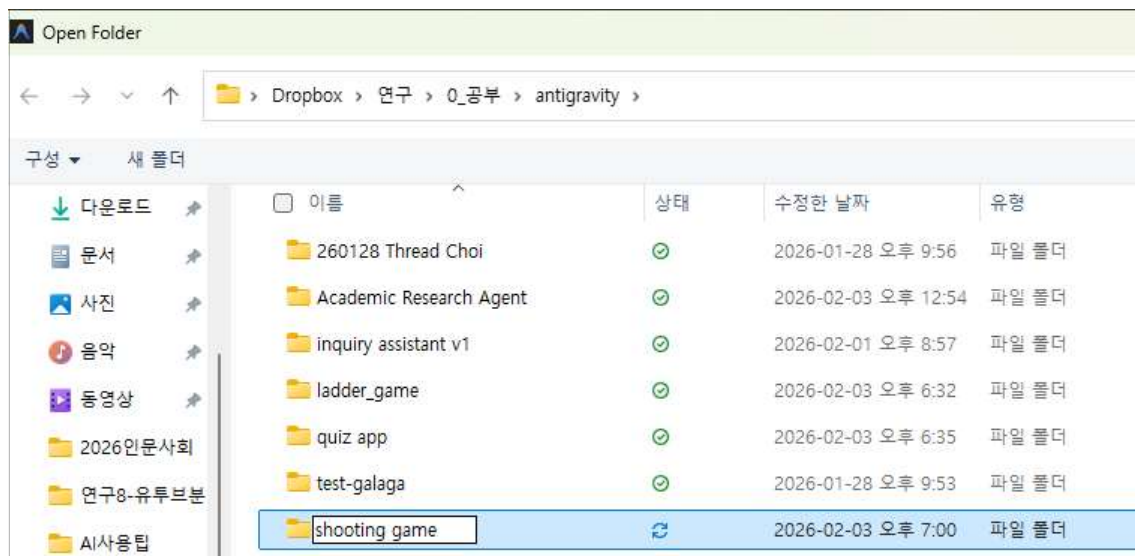 Open Folder
Dropbox › 연구 › 0_공부 › antigravity ›
구성 새 폴더
이름 상태 수정한 날짜 유형
다운로드
문서
사진
음악
동영상
2026인문사회
연구8-유투브분
AI사용팁
260128 Thread Choi 2026-01-28 오후 9:56 파일 폴더
Academic Research Agent 2026-02-03 오후 12:54 파일 폴더
inquiry assistant v1 2026-02-01 오후 8:57 파일 폴더
ladder_game 2026-02-03 오후 6:32 파일 폴더
quiz app 2026-02-03 오후 6:35 파일 폴더
test-galaga 2026-01-28 오후 9:53 파일 폴더
shooting game 2026-02-03 오후 7:00 파일 폴더